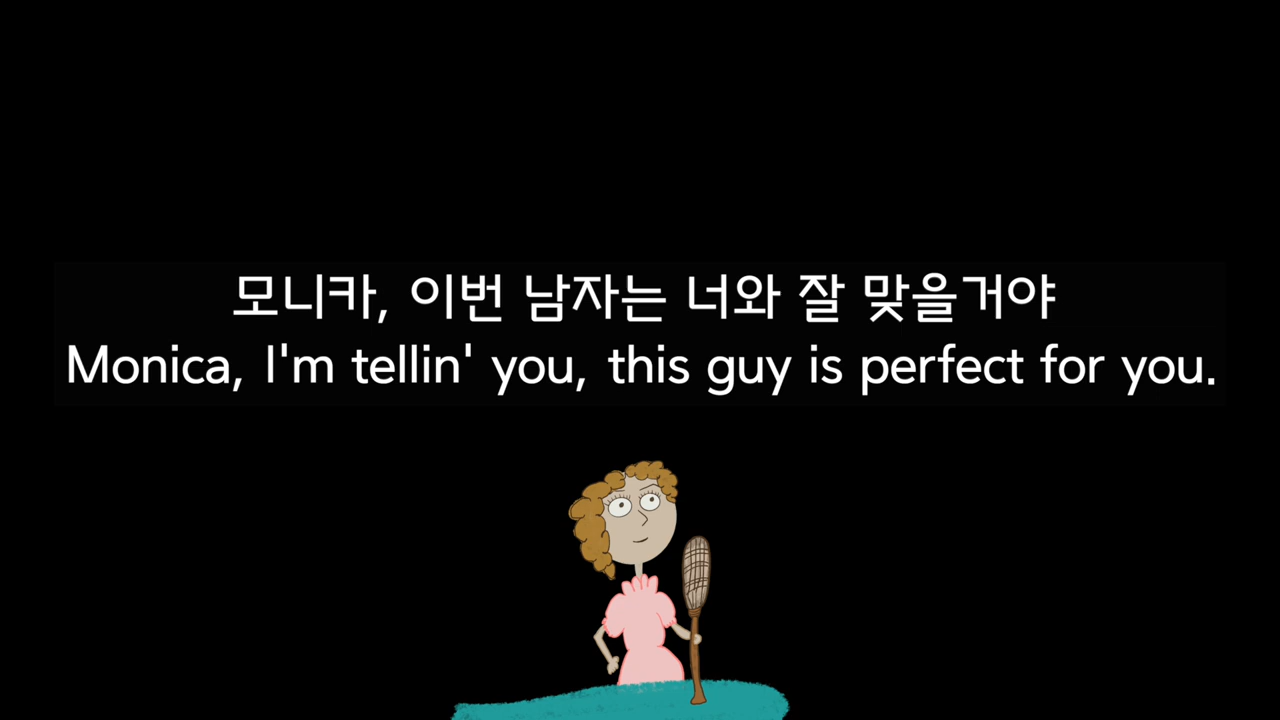 모니카, 이번 남자는 너와 잘 맞을거야
Monica, I'm tellin' you, this guy is perfect for you.